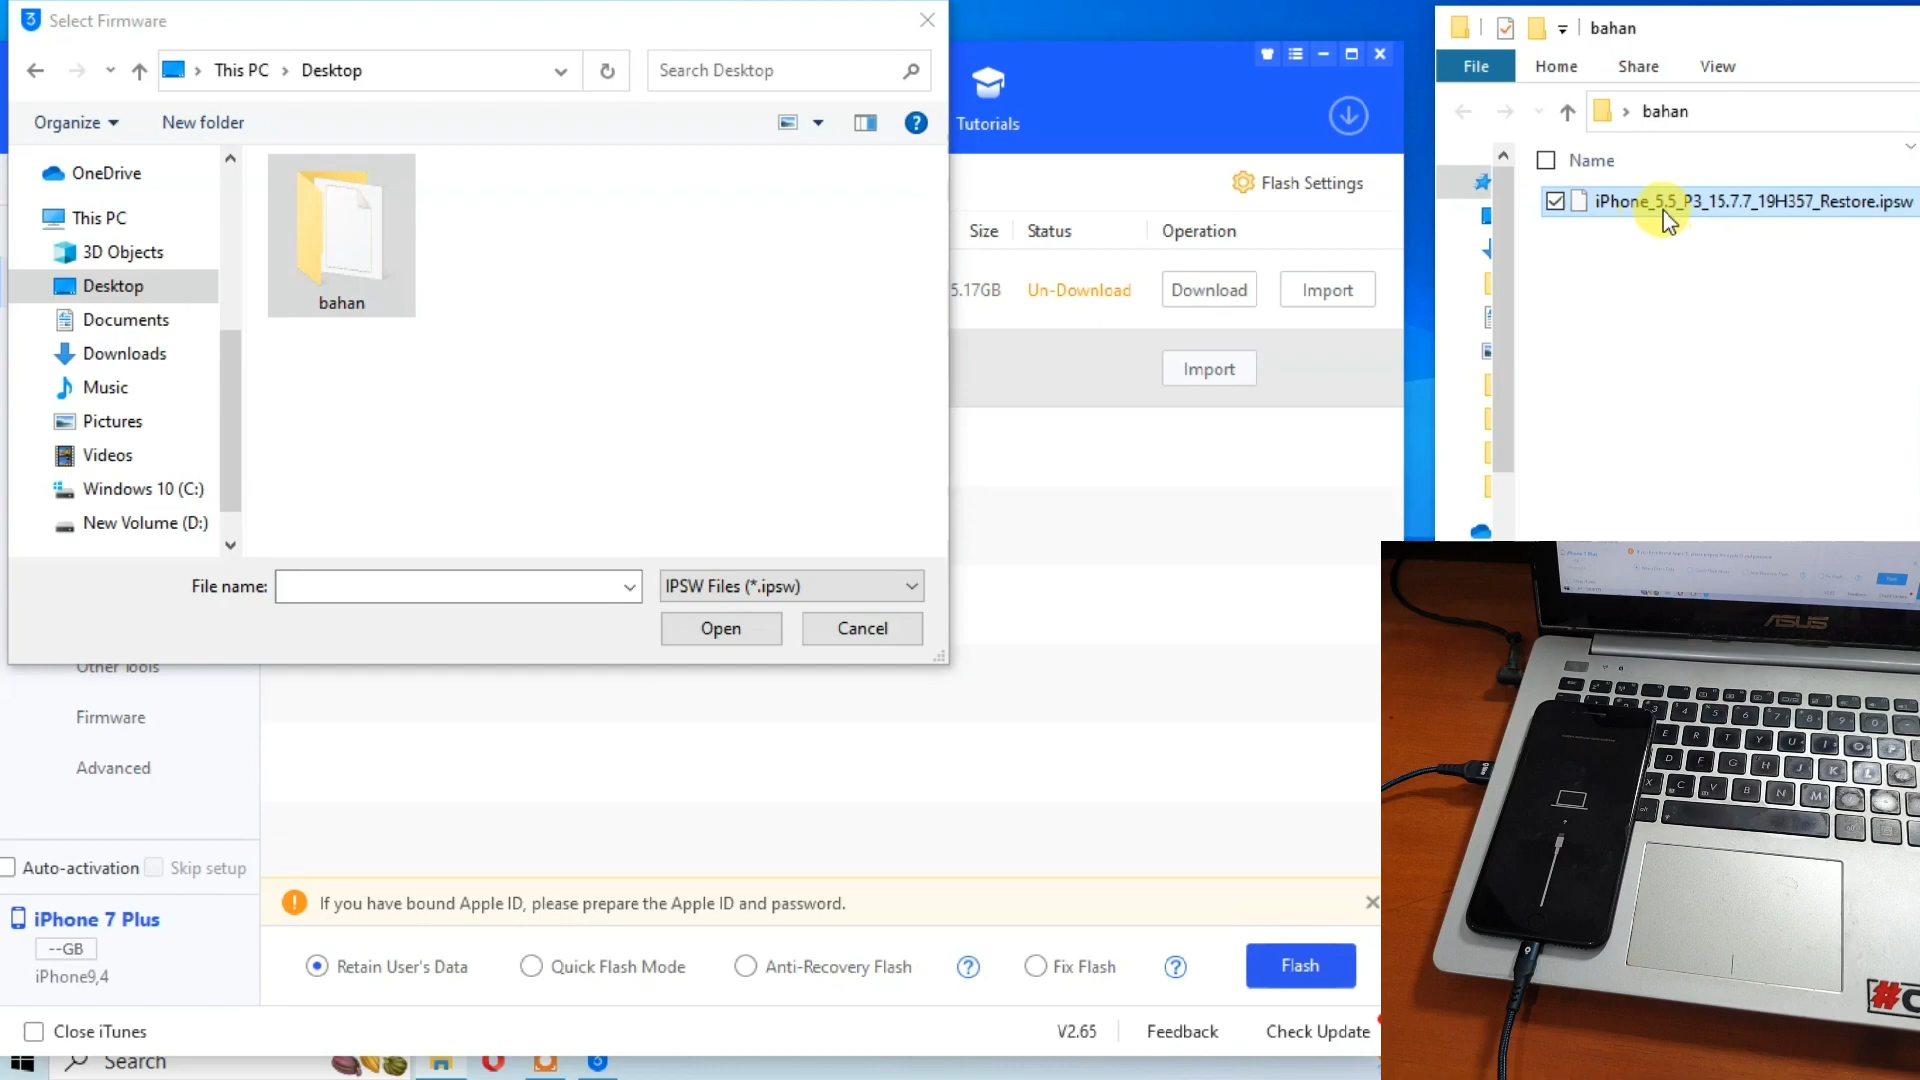 Select Firmware
This PC
Desktop
Search Desktop
Organize
New folder
OneDrive
This PC
3D Objects
Desktop
Documents
Downloads
Music
Pictures
Videos
Windows 10 (C:)
New Volume (D:)
bahan
File name:
IPSW Files (*.ipsw)
Open
Cancel
Tutorials
Flash Settings
Size
Status
Operation
5.17GB
Un-Download
Download
Import
Import
bahan
File
Home
Share
View
bahan
Name
iPhone_5.5_P3_15.7.7_19H357_Restore.ipsw
Other Tools
Firmware
Advanced
Auto-activation
Skip setup
iPhone 7 Plus
--GB
iPhone9,4
If you have bound Apple ID, please prepare the Apple ID and password.
Retain User's Data
Quick Flash Mode
Anti-Recovery Flash
Fix Flash
Flash
Close iTunes
V2.65
Feedback
Check Update
Search
ASUS